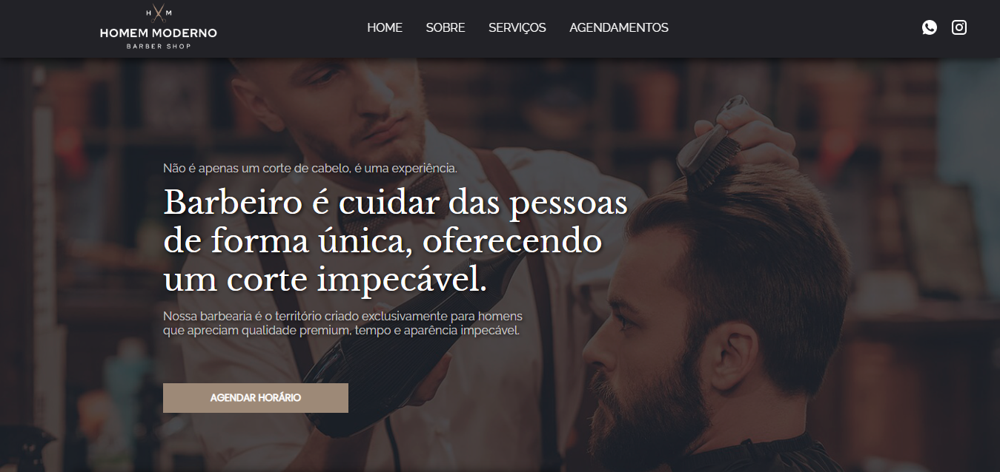 H M
HOMEM MODERNO
BARBER SHOP
HOME SOBRE SERVIÇOS AGENDAMENTOS
Não é apenas um corte de cabelo, é uma experiência.
Barbeiro é cuidar das pessoas
de forma única, oferecendo
um corte impecável.
Nossa barbearia é o território criado exclusivamente para homens
que apreciam qualidade premium, tempo e aparência impecável.
AGENDAR HORÁRIO